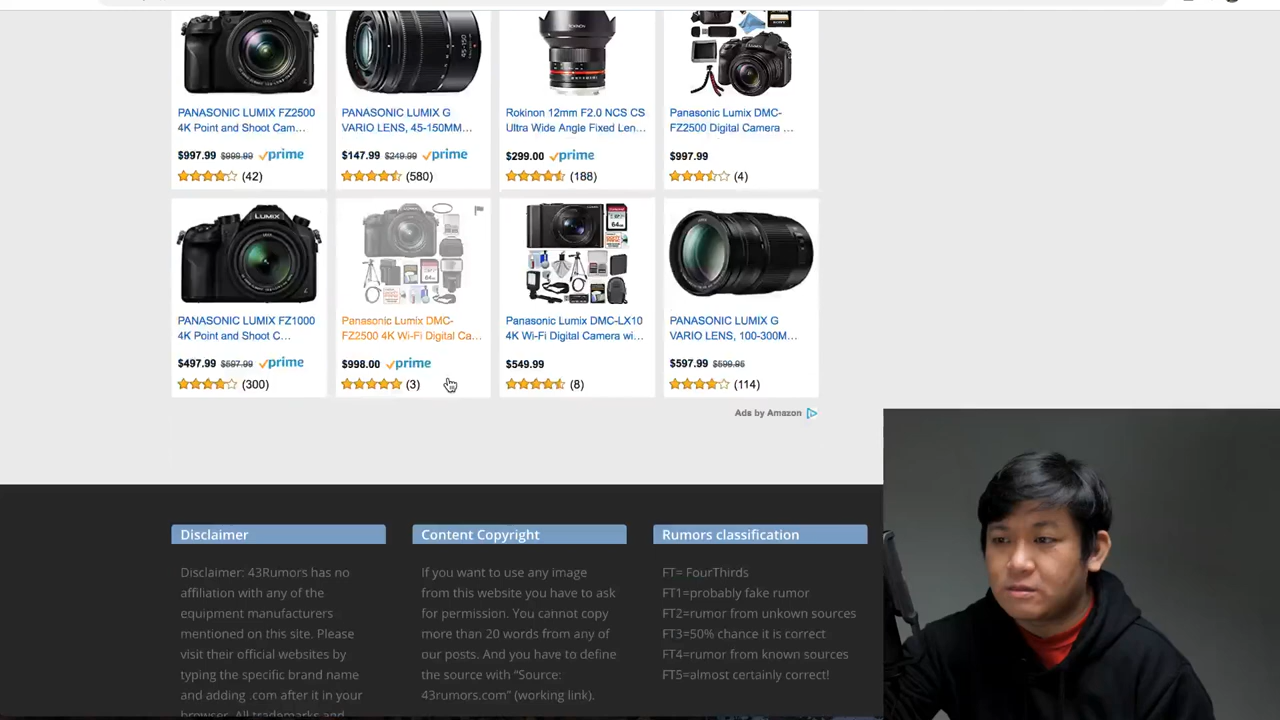 PANASONIC LUMIX FZ2500
4K Point and Shoot Cam...
$997.99 $999.99 prime
(42)
PANASONIC LUMIX G
VARIO LENS, 45-150MM...
$147.99 $249.99 prime
(580)
Rokinon 12mm F2.0 NCS CS
Ultra Wide Angle Fixed Len...
$299.00 prime
(188)
Panasonic Lumix DMC-
FZ2500 Digital Camera ...
$997.99
(4)
LUMIX
PANASONIC LUMIX FZ1000
4K Point and Shoot C...
$497.99 $597.99 prime
(300)
Panasonic Lumix DMC-
FZ2500 4K Wi-Fi Digital Ca...
$998.00 prime
(3)
Panasonic Lumix DMC-LX10
4K Wi-Fi Digital Camera wi...
$549.99
(8)
PANASONIC LUMIX G
VARIO LENS, 100-300M...
$597.99 $599.95
(114)
Ads by Amazon
Disclaimer
Disclaimer: 43Rumors has no
affiliation with any of the
equipment manufacturers
mentioned on this site. Please
visit their official websites by
typing the specific brand name
and adding .com after it in your
browser. All trademarks and
Content Copyright
If you want to use any image
from this website you have to ask
for permission. You cannot copy
more than 20 words from any of
our posts. And you have to define
the source with “Source:
43rumors.com” (working link).
Rumors classification
FT= FourThirds
FT1=probably fake rumor
FT2=rumor from unkown sources
FT3=50% chance it is correct
FT4=rumor from known sources
FT5=almost certainly correct!